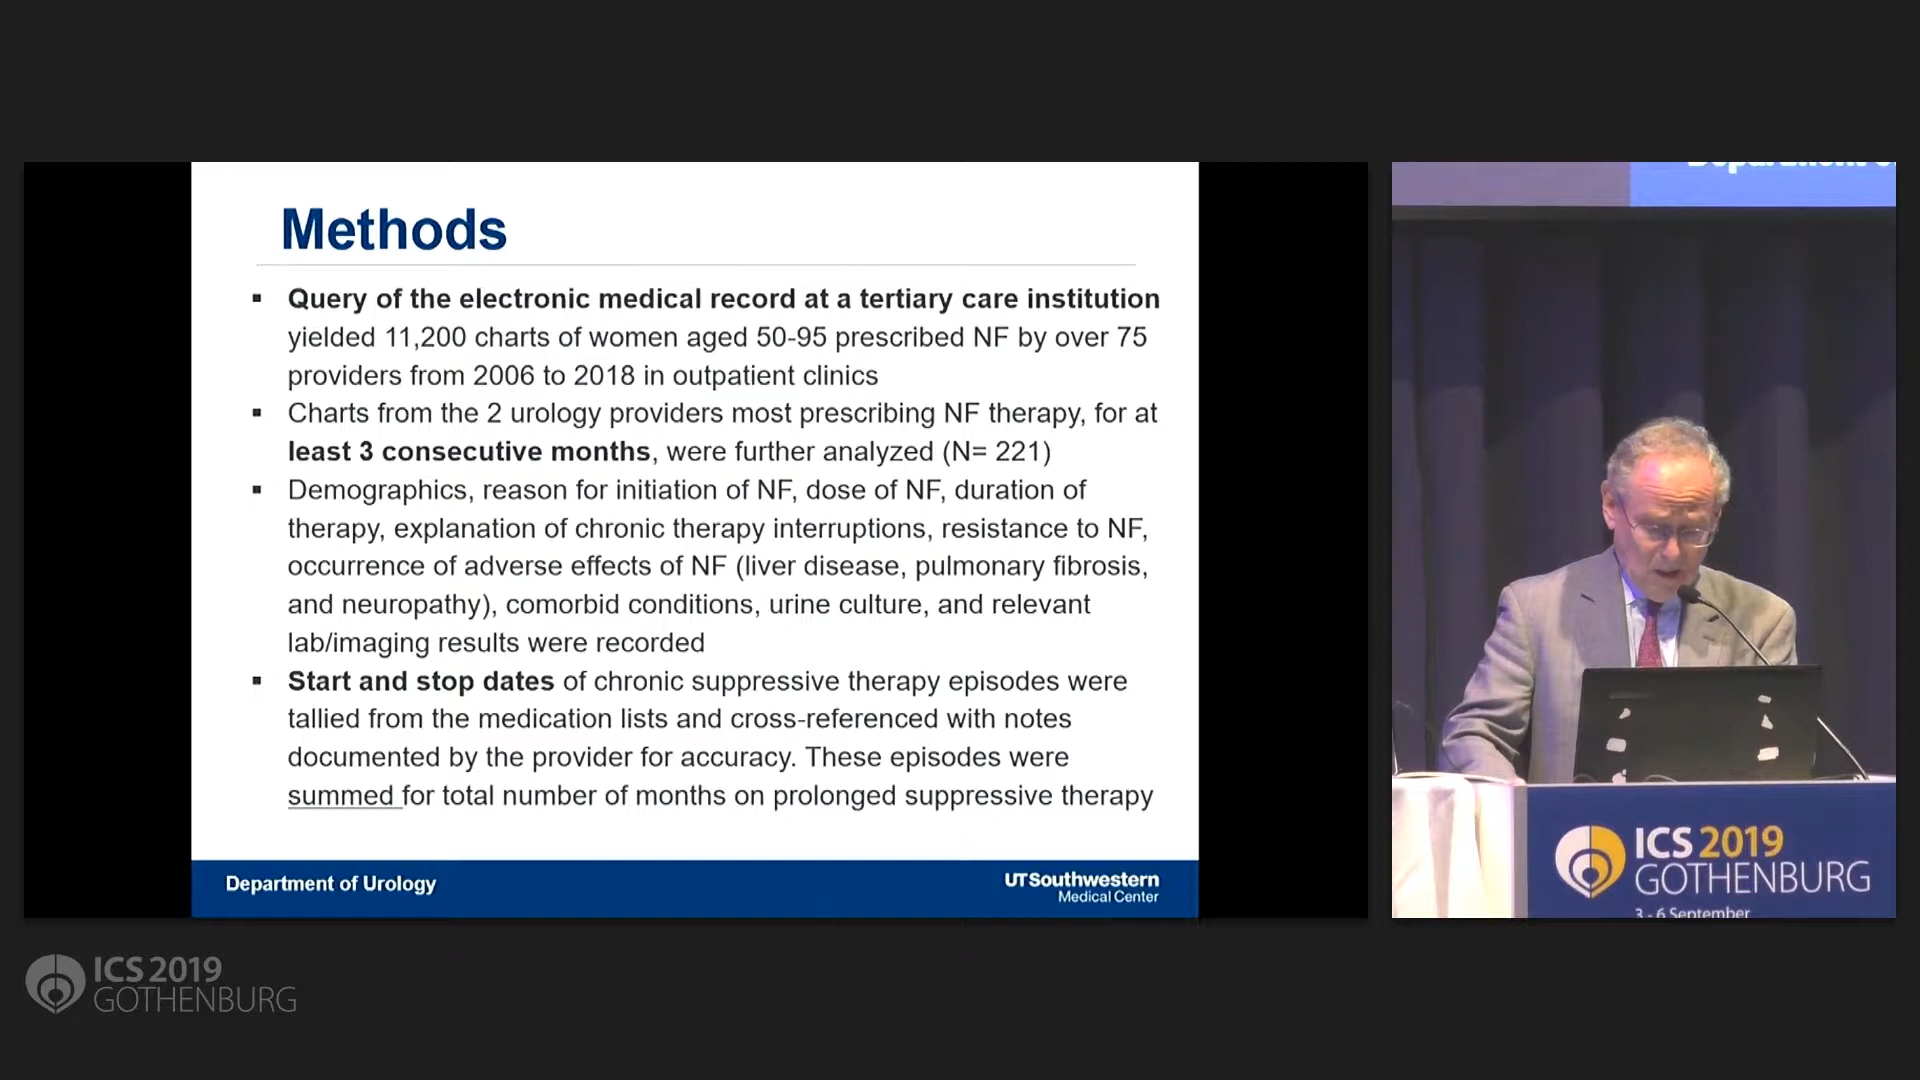 Methods
▪ Query of the electronic medical record at a tertiary care institution
yielded 11,200 charts of women aged 50-95 prescribed NF by over 75
providers from 2006 to 2018 in outpatient clinics
▪ Charts from the 2 urology providers most prescribing NF therapy, for at
least 3 consecutive months, were further analyzed (N= 221)
▪ Demographics, reason for initiation of NF, dose of NF, duration of
therapy, explanation of chronic therapy interruptions, resistance to NF,
occurrence of adverse effects of NF (liver disease, pulmonary fibrosis,
and neuropathy), comorbid conditions, urine culture, and relevant
lab/imaging results were recorded
▪ Start and stop dates of chronic suppressive therapy episodes were
tallied from the medication lists and cross-referenced with notes
documented by the provider for accuracy. These episodes were
summed for total number of months on prolonged suppressive therapy
Department of Urology
UTSouthwestern
Medical Center
ICS 2019
GOTHENBURG
3 - 6 September
ICS 2019
GOTHENBURG